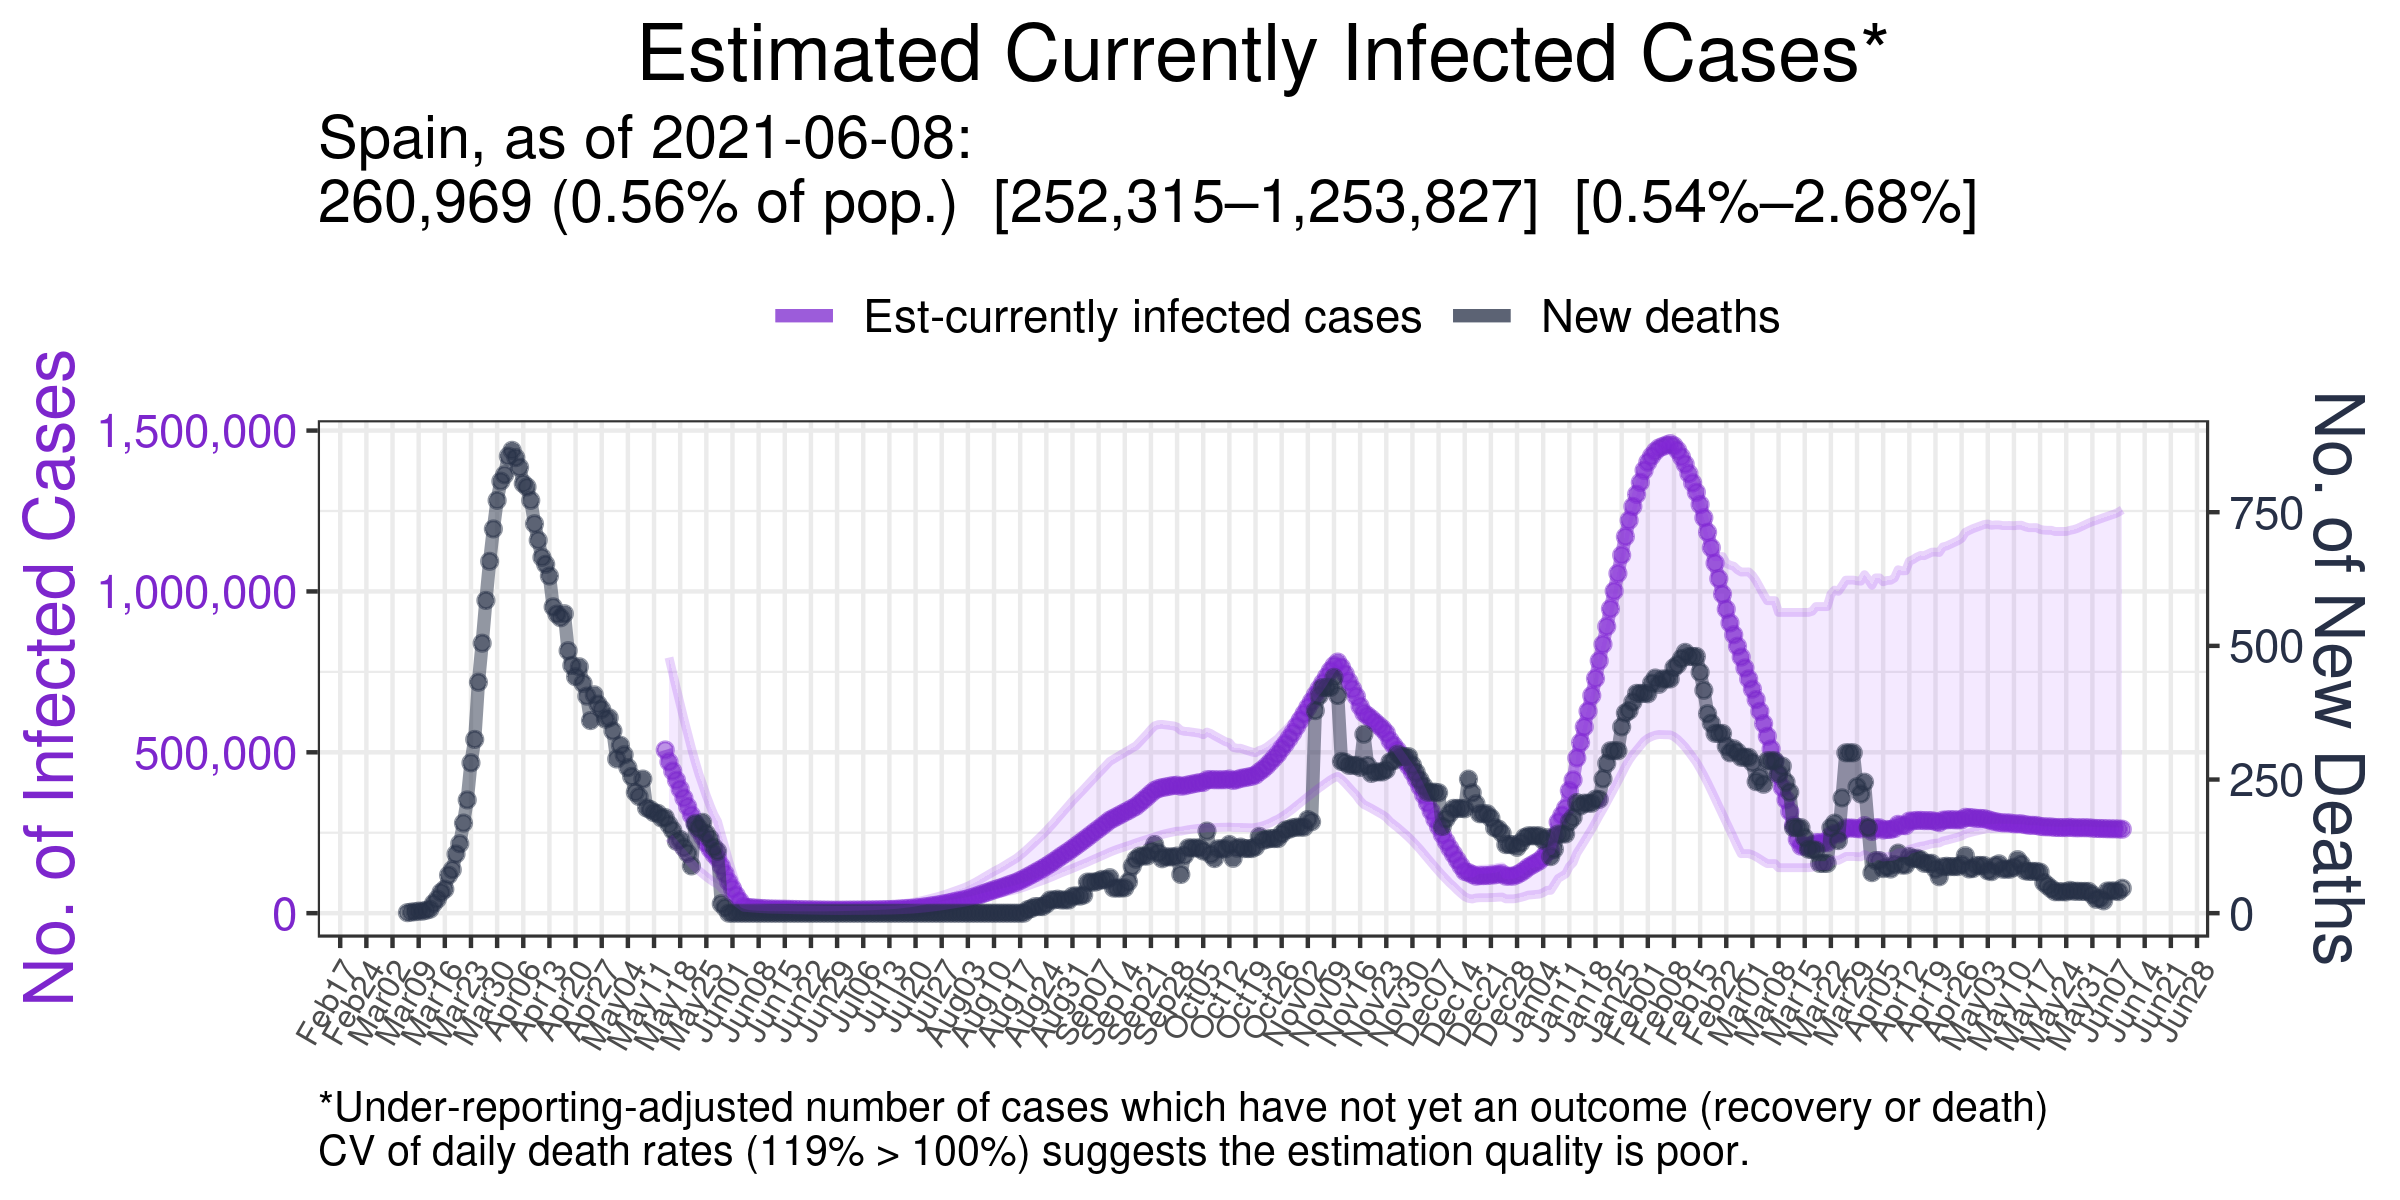 Estimated Currently Infected Cases*
Spain, as of 2021-06-08:
260,969 (0.56% of pop.) [252,315–1,253,827] [0.54%–2.68%]
Est-currently infected cases
New deaths
No. of Infected Cases
1,500,000
1,000,000
500,000
0
No. of New Deaths
750
500
250
0
Feb17
Feb24
Mar02
Mar09
Mar16
Mar23
Mar30
Apr06
Apr13
Apr20
Apr27
May04
May11
May18
May25
Jun01
Jun08
Jun15
Jun22
Jun29
Jul06
Jul13
Jul20
Jul27
Aug03
Aug10
Aug17
Aug24
Aug31
Sep07
Sep14
Sep21
Sep28
Oct05
Oct12
Oct19
Oct26
Nov02
Nov09
Nov16
Nov23
Nov30
Dec07
Dec14
Dec21
Dec28
Jan04
Jan11
Jan18
Jan25
Feb01
Feb08
Feb15
Feb22
Mar01
Mar08
Mar15
Mar22
Mar29
Apr05
Apr12
Apr19
Apr26
May03
May10
May17
May24
May31
Jun07
Jun14
Jun21
Jun28
*Under-reporting-adjusted number of cases which have not yet an outcome (recovery or death)
CV of daily death rates (119% > 100%) suggests the estimation quality is poor.